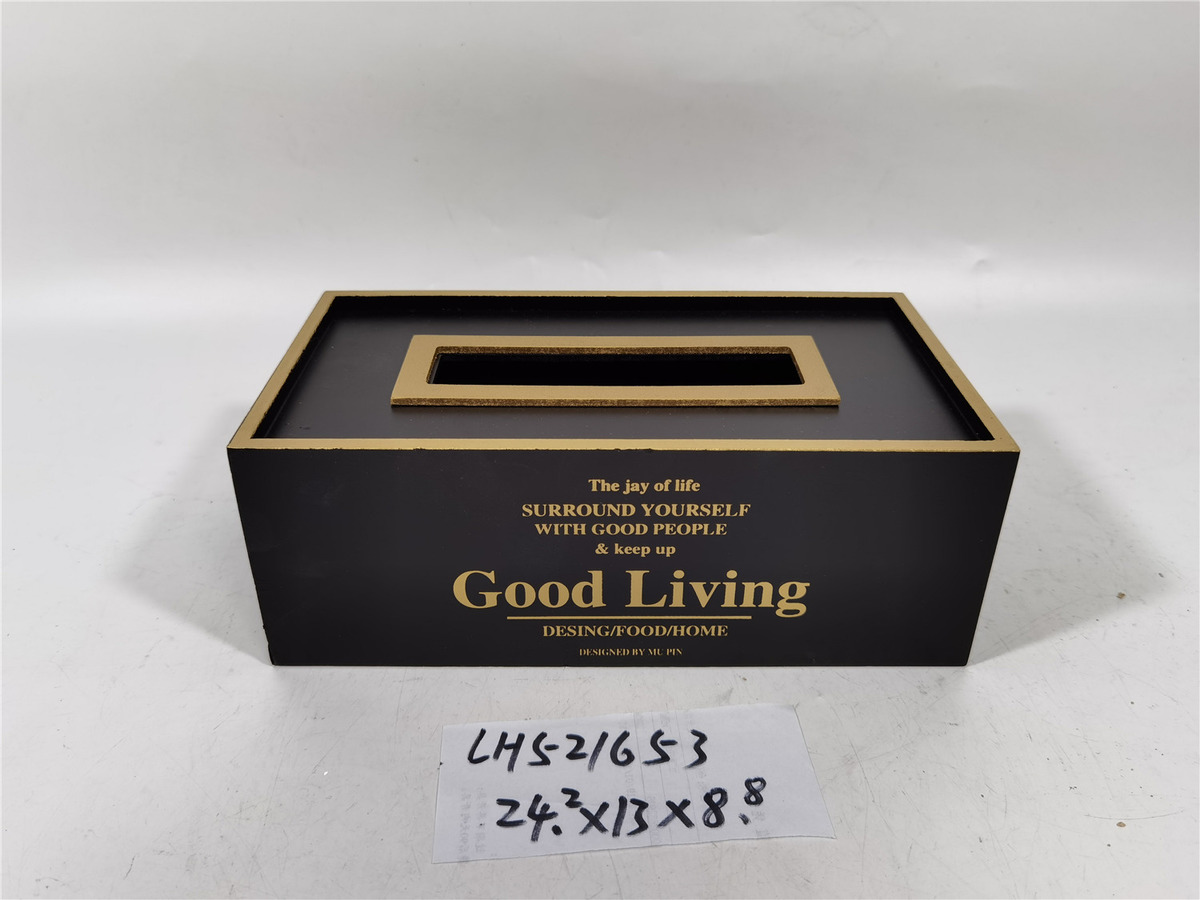 The jay of life
SURROUND YOURSELF
WITH GOOD PEOPLE
& keep up
Good Living
DESING/FOOD/HOME
DESIGNED BY MU PIN
LH521653
24.2x13x8.8